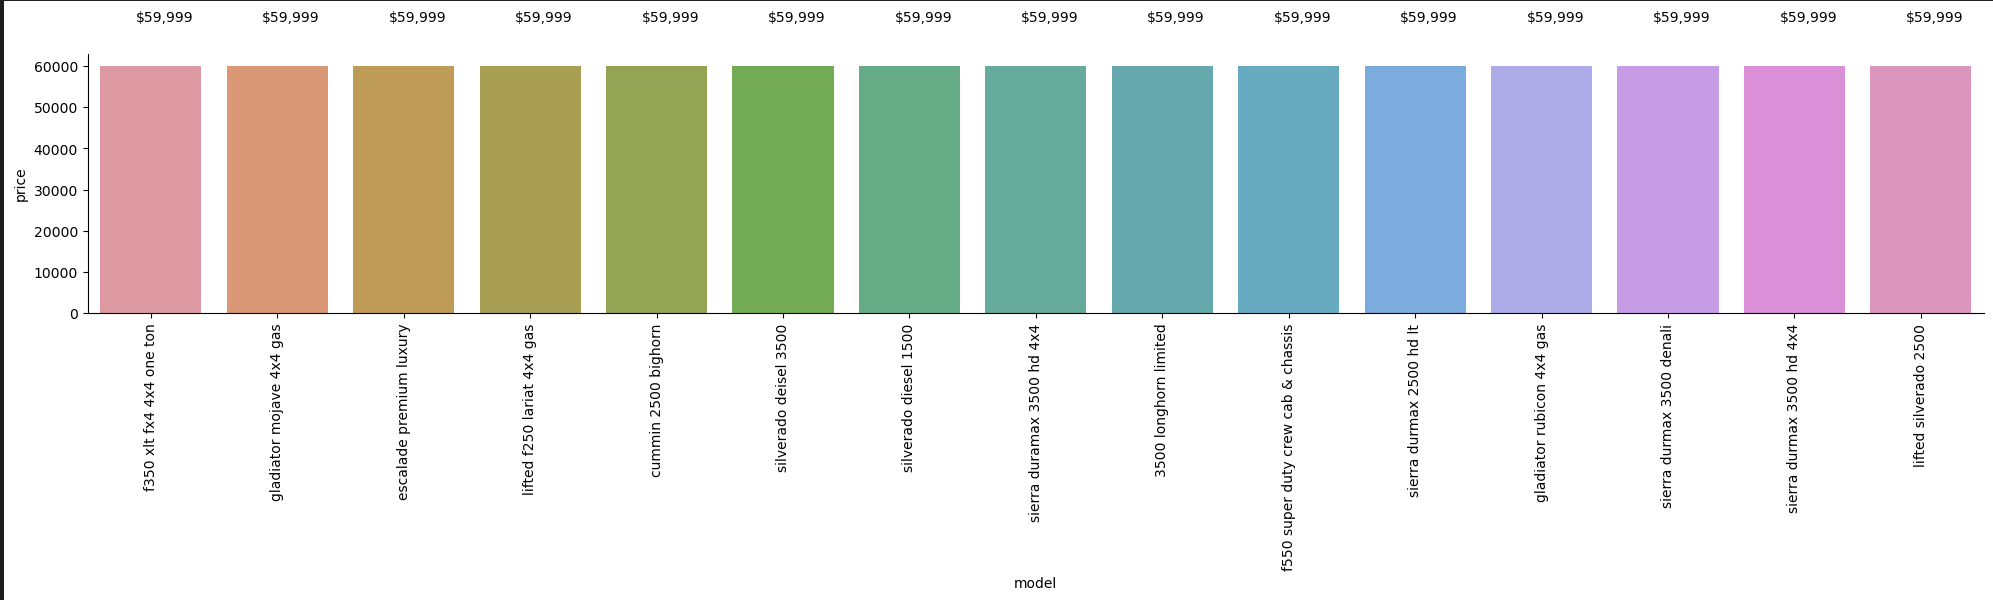 $59,999 $59,999 $59,999 $59,999 $59,999 $59,999 $59,999 $59,999 $59,999 $59,999 $59,999 $59,999 $59,999 $59,999 $59,999
60000
50000
40000
30000
20000
10000
0
price
f350 xlt fx4 4x4 one ton
gladiator mojave 4x4 gas
escalade premium luxury
lifted f250 lariat 4x4 gas
cummin 2500 bighorn
silverado deisel 3500
silverado diesel 1500
sierra duramax 3500 hd 4x4
3500 longhorn limited
f550 super duty crew cab & chassis
sierra durmax 2500 hd lt
gladiator rubicon 4x4 gas
sierra durmax 3500 denali
sierra durmax 3500 hd 4x4
lifted silverado 2500
model